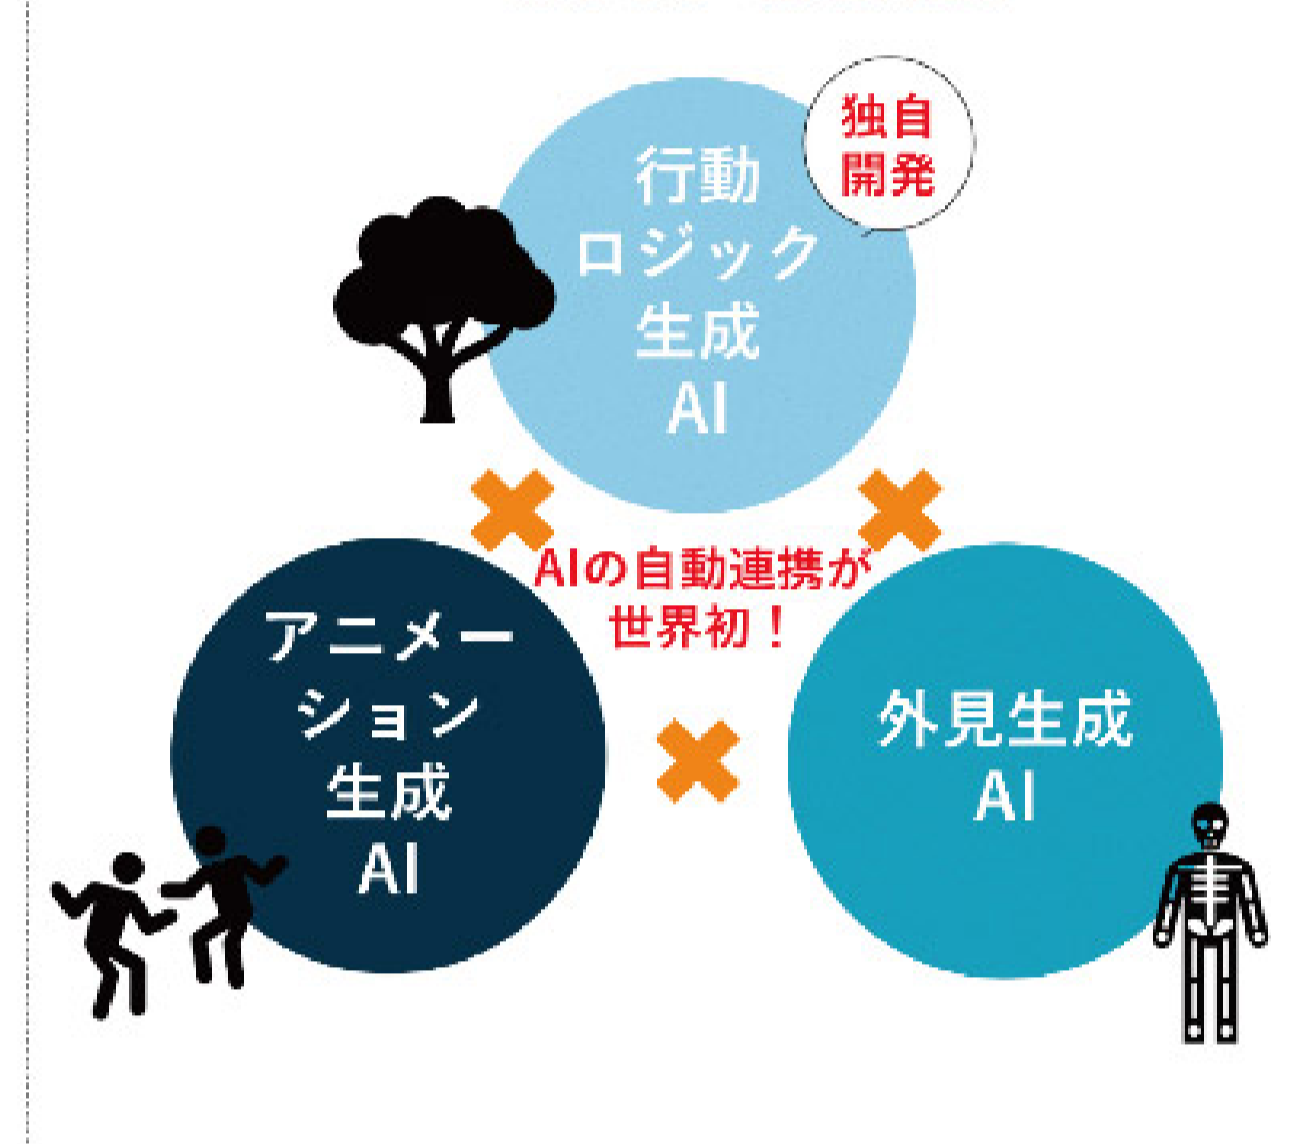 行動
ロジック
生成
AI
独自
開発
AIの自動連携が
世界初！
アニメー
ション
生成
AI
外見生成
AI